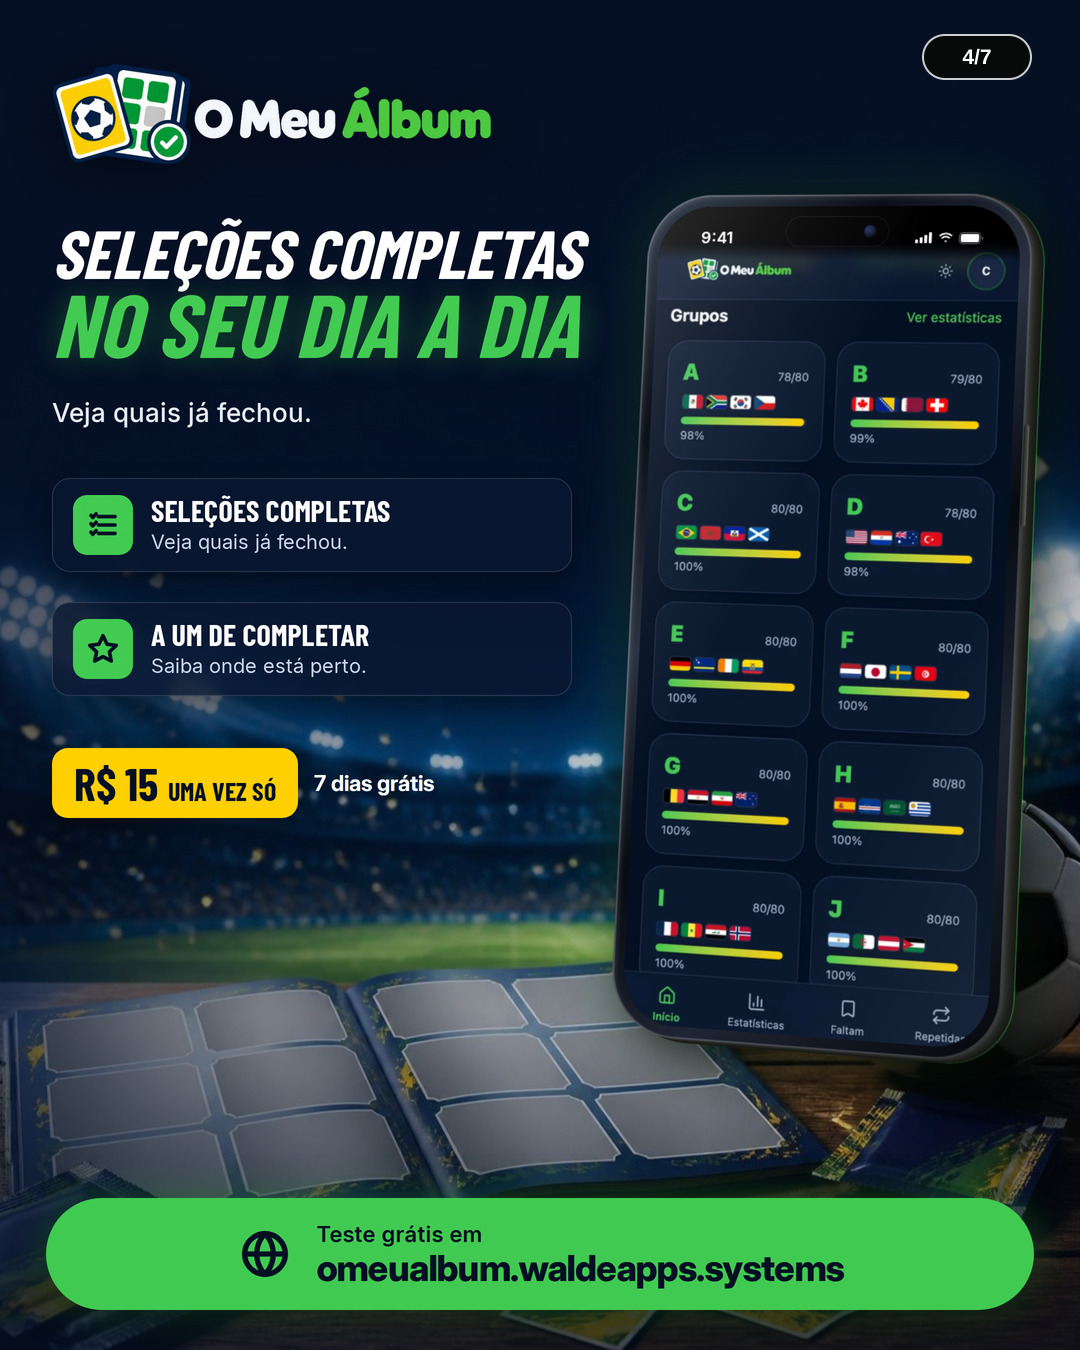 4/7
O Meu Álbum
SELEÇÕES COMPLETAS
NO SEU DIA A DIA
Veja quais já fechou.
SELEÇÕES COMPLETAS
Veja quais já fechou.
A UM DE COMPLETAR
Saiba onde está perto.
R$ 15 UMA VEZ SÓ
7 dias grátis
9:41
O Meu Álbum
C
Grupos
Ver estatísticas
A 78/80
98%
B 79/80
99%
C 80/80
100%
D 78/80
98%
E 80/80
100%
F 80/80
100%
G 80/80
100%
H 80/80
100%
I 80/80
100%
J 80/80
100%
Início
Estatísticas
Faltam
Repetidas
Teste grátis em
omeualbum.waldeapps.systems